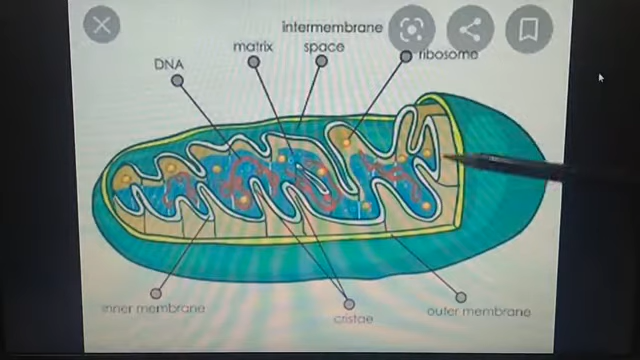 intermembrane
space
matrix
DNA
ribosome
inner membrane
cristae
outer membrane